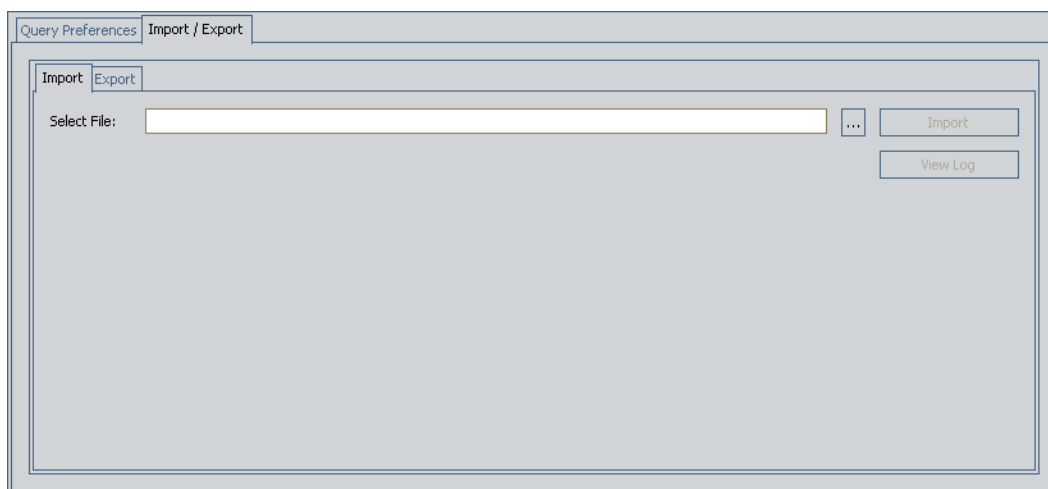 Query Preferences Import / Export
Import Export
Select File: ... Import
View Log